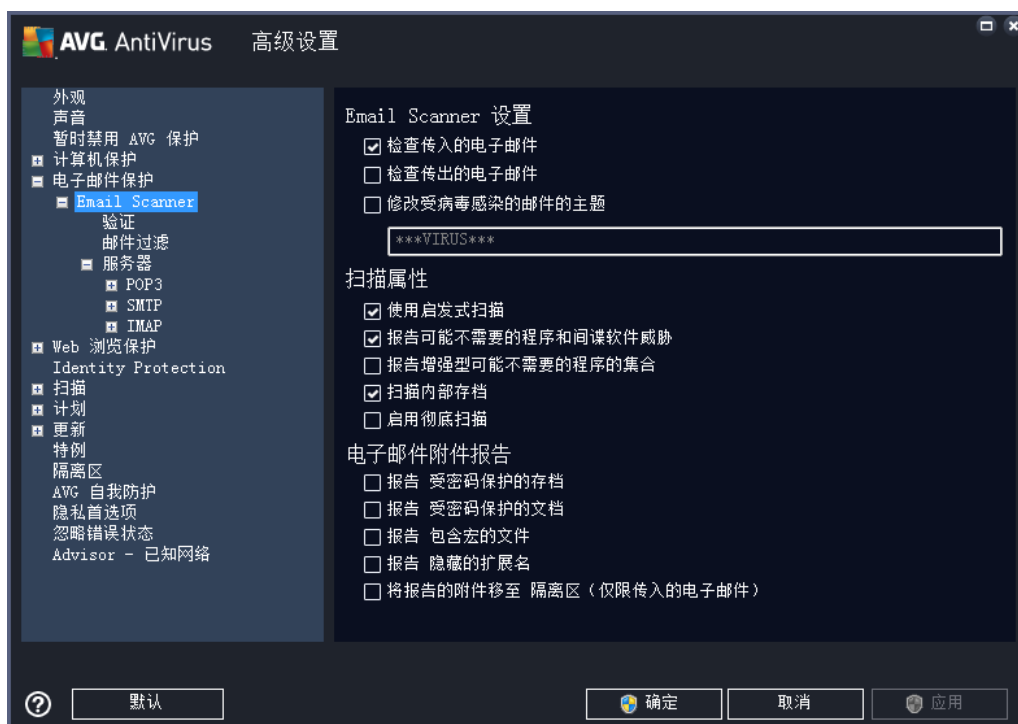 AVG AntiVirus 高级设置
外观
声音
暂时禁用 AVG 保护
计算机保护
电子邮件保护
Email Scanner
验证
邮件过滤
服务器
POP3
SMTP
IMAP
Web 浏览保护
Identity Protection
扫描
计划
更新
特例
隔离区
AVG 自我防护
隐私首选项
忽略错误状态
Advisor - 已知网络
Email Scanner 设置
检查传入的电子邮件
检查传出的电子邮件
修改受病毒感染的邮件的主题
***VIRUS***
扫描属性
使用启发式扫描
报告可能不需要的程序和间谍软件威胁
报告增强型可能不需要的程序的集合
扫描内部存档
启用彻底扫描
电子邮件附件报告
报告 受密码保护的存档
报告 受密码保护的文档
报告 包含宏的文件
报告 隐藏的扩展名
将报告的附件移至 隔离区（仅限传入的电子邮件）
默认
确定
取消
应用